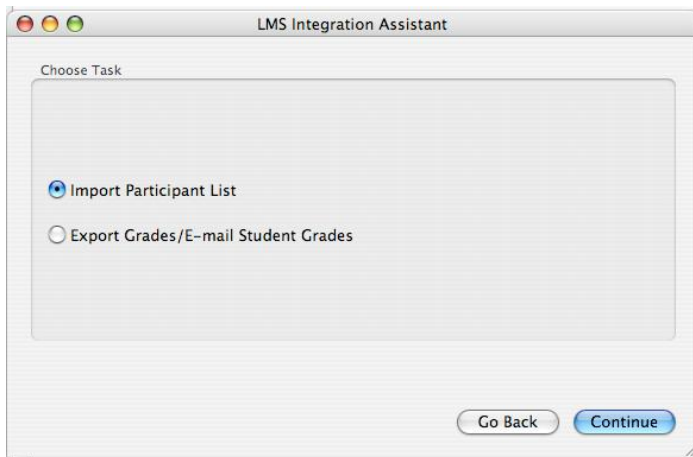 LMS Integration Assistant
Choose Task
Import Participant List
Export Grades/E-mail Student Grades
Go Back Continue